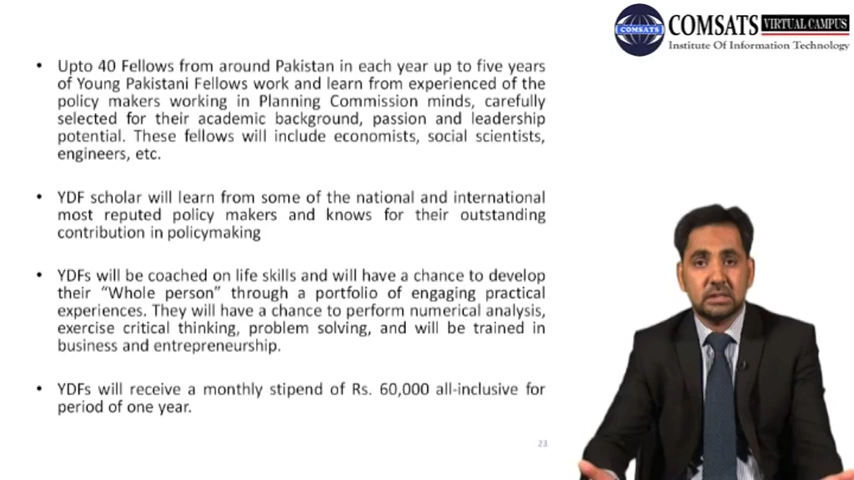 COMSATS
COMSATS VIRTUAL CAMPUS
Institute Of Information Technology
• Upto 40 Fellows from around Pakistan in each year up to five years
of Young Pakistani Fellows work and learn from experienced of the
policy makers working in Planning Commission minds, carefully
selected for their academic background, passion and leadership
potential. These fellows will include economists, social scientists,
engineers, etc.
• YDF scholar will learn from some of the national and international
most reputed policy makers and knows for their outstanding
contribution in policymaking
• YDFs will be coached on life skills and will have a chance to develop
their “Whole person” through a portfolio of engaging practical
experiences. They will have a chance to perform numerical analysis,
exercise critical thinking, problem solving, and will be trained in
business and entrepreneurship.
• YDFs will receive a monthly stipend of Rs. 60,000 all-inclusive for
period of one year.
23